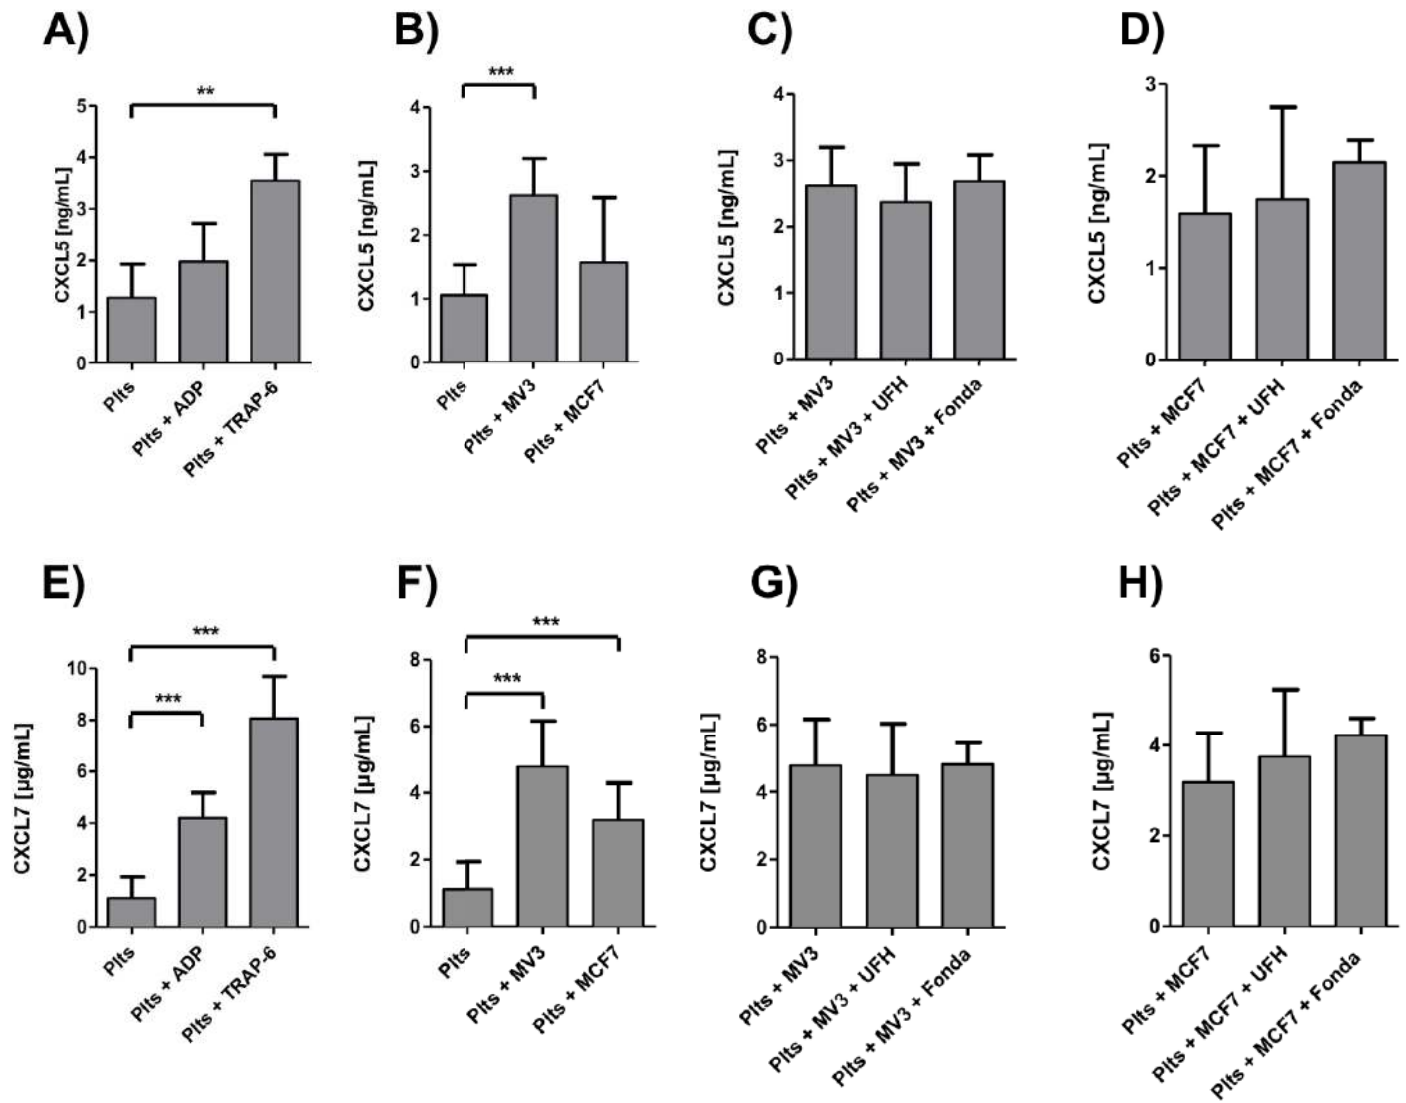 A)
**
CXCL5 [ng/mL]
5
4
3
2
1
0
Plts
Plts + ADP
Plts + TRAP-6
B)
***
CXCL5 [ng/mL]
4
3
2
1
0
Plts
Plts + MV3
Plts + MCF7
C)
CXCL5 [ng/mL]
4
3
2
1
0
Plts + MV3
Plts + MV3 + UFH
Plts + MV3 + Fonda
D)
CXCL5 [ng/mL]
3
2
1
0
Plts + MCF7
Plts + MCF7 + UFH
Plts + MCF7 + Fonda
E)
***
***
CXCL7 [µg/mL]
10
8
6
4
2
0
Plts
Plts + ADP
Plts + TRAP-6
F)
***
***
CXCL7 [µg/mL]
8
6
4
2
0
Plts
Plts + MV3
Plts + MCF7
G)
CXCL7 [µg/mL]
8
6
4
2
0
Plts + MV3
Plts + MV3 + UFH
Plts + MV3 + Fonda
H)
CXCL7 [µg/mL]
6
4
2
0
Plts + MCF7
Plts + MCF7 + UFH
Plts + MCF7 + Fonda